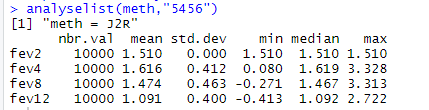 > analyselist(meth,"5456")
[1] "meth = J2R"
nbr.val mean std.dev min median max
fev2 10000 1.510 0.000 1.510 1.510 1.510
fev4 10000 1.616 0.412 0.080 1.619 3.328
fev8 10000 1.474 0.463 -0.271 1.467 3.313
fev12 10000 1.091 0.400 -0.413 1.092 2.722